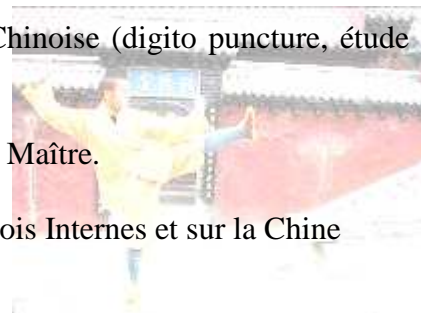 Chinoise (digito puncture, étude
Maître.
ois Internes et sur la Chine